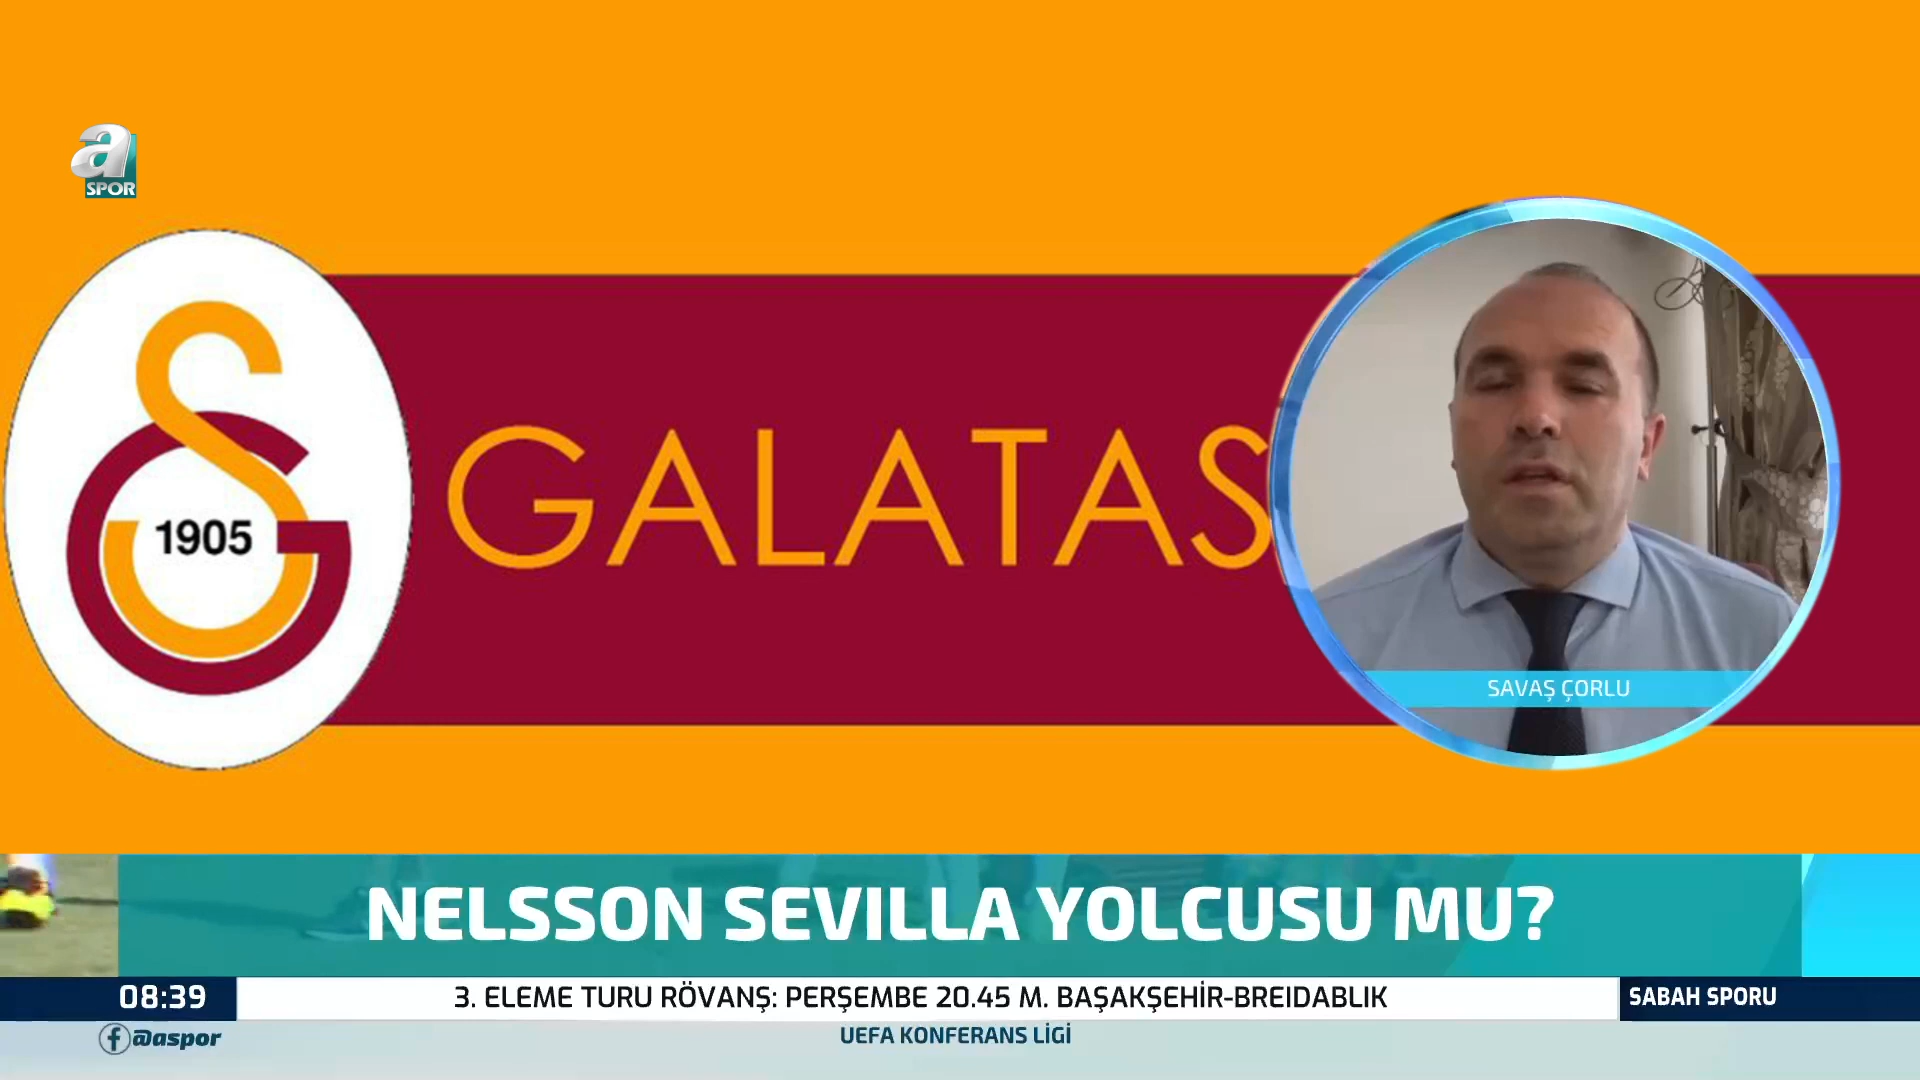 a
SPOR
1905
GALATAS
SAVAŞ ÇORLU
NELSSON SEVILLA YOLCUSU MU?
08:39
3. ELEME TURU RÖVANŞ: PERŞEMBE 20.45 M. BAŞAKŞEHİR-BREIDABLIK
SABAH SPORU
@aspor
UEFA KONFERANS LİGİ